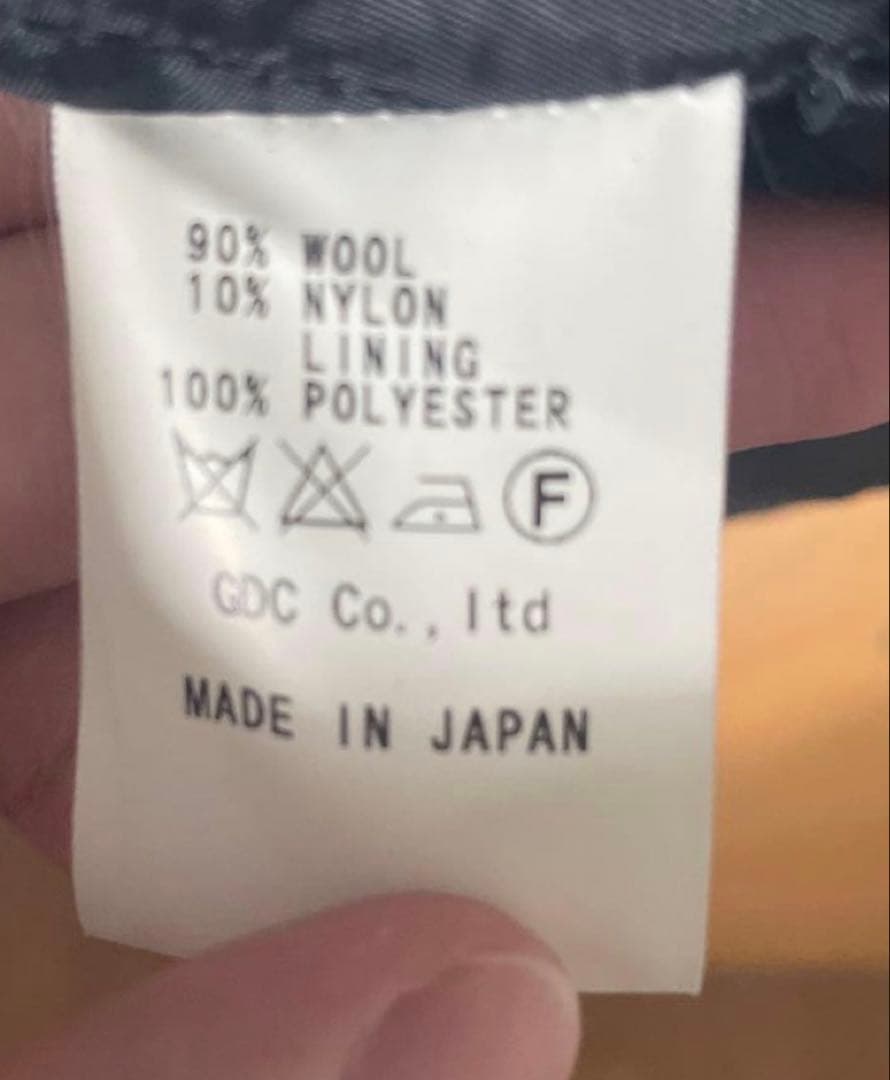 90% WOOL
10% NYLON
LINING
100% POLYESTER
F
GDC Co.,ltd
MADE IN JAPAN